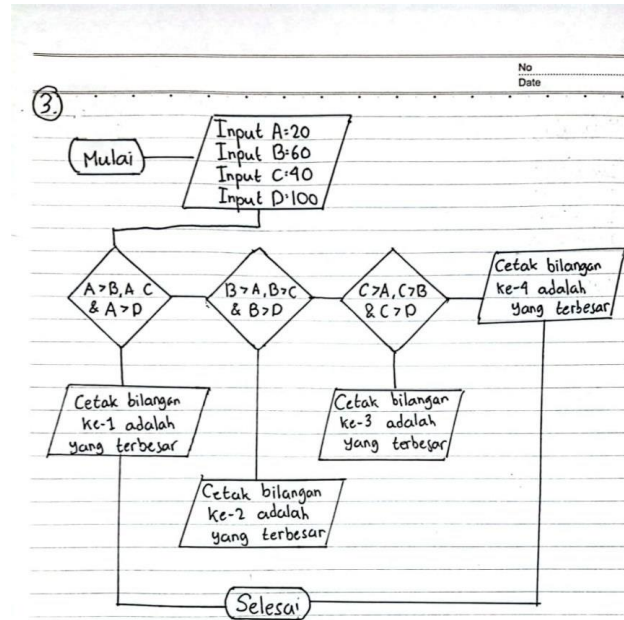 No
Date
3.
Mulai
Input A=20
Input B=60
Input C=40
Input D=100
A>B, A C
& A>D
B>A, B>C
& B>D
C>A, C>B
& C>D
Cetak bilangan
ke-4 adalah
yang terbesar
Cetak bilangan
ke-1 adalah
yang terbesar
Cetak bilangan
ke-3 adalah
yang terbesar
Cetak bilangan
ke-2 adalah
yang terbesar
Selesai